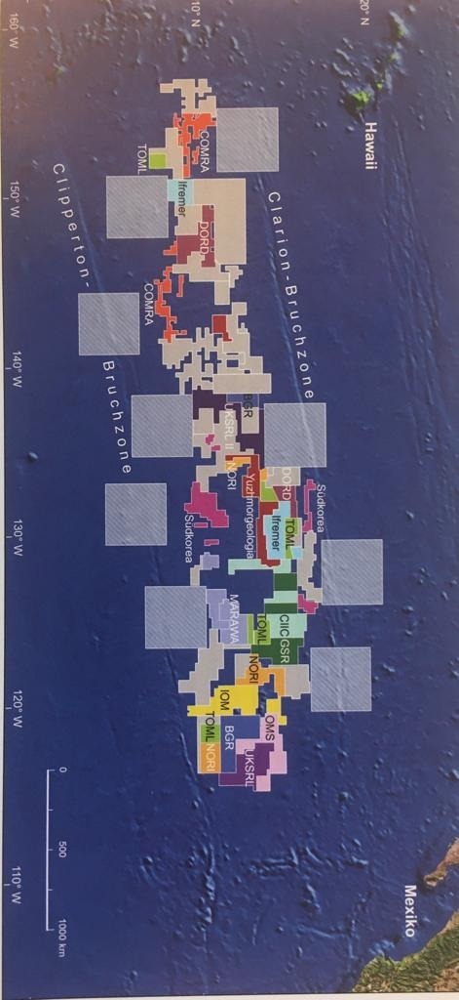 160° W
150° W
140° W
130° W
120° W
110° W
20° N
10° N
Hawaii
Mexiko
Clarion-Bruchzone
Clipperton-
Bruchzone
COMRA
TOML
Ifremer
DORD
COMRA
BGR
UKSRL II
NORI
Yuzhmorgeologia
DORD
Südkorea
TOML
Ifremer
Südkorea
MARAWA
TOML
CIIC
GSR
NORI
IOM
OMS
TOML
BGR
NORI
UKSRL
0
500
1000 km